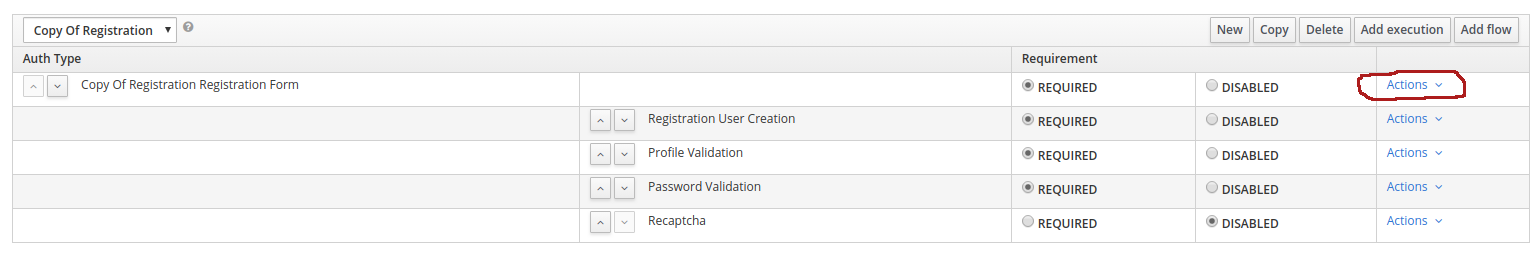 Copy Of Registration
New Copy Delete Add execution Add flow
Auth Type Requirement
Copy Of Registration Registration Form REQUIRED DISABLED Actions
Registration User Creation REQUIRED DISABLED Actions
Profile Validation REQUIRED DISABLED Actions
Password Validation REQUIRED DISABLED Actions
Recaptcha REQUIRED DISABLED Actions